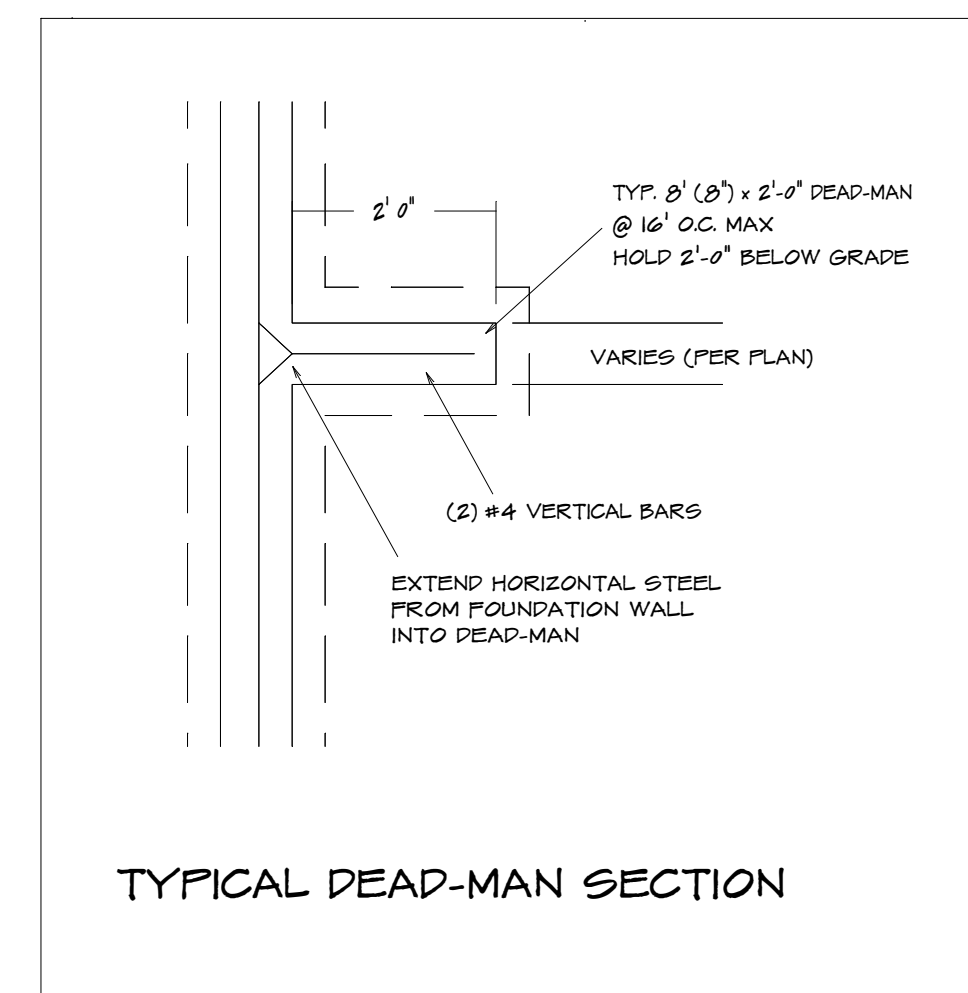 2' 0"
TYP. 8' (8") x 2'-0" DEAD-MAN
@ 16' O.C. MAX
HOLD 2'-0" BELOW GRADE
VARIES (PER PLAN)
(2) #4 VERTICAL BARS
EXTEND HORIZONTAL STEEL
FROM FOUNDATION WALL
INTO DEAD-MAN
TYPICAL DEAD-MAN SECTION